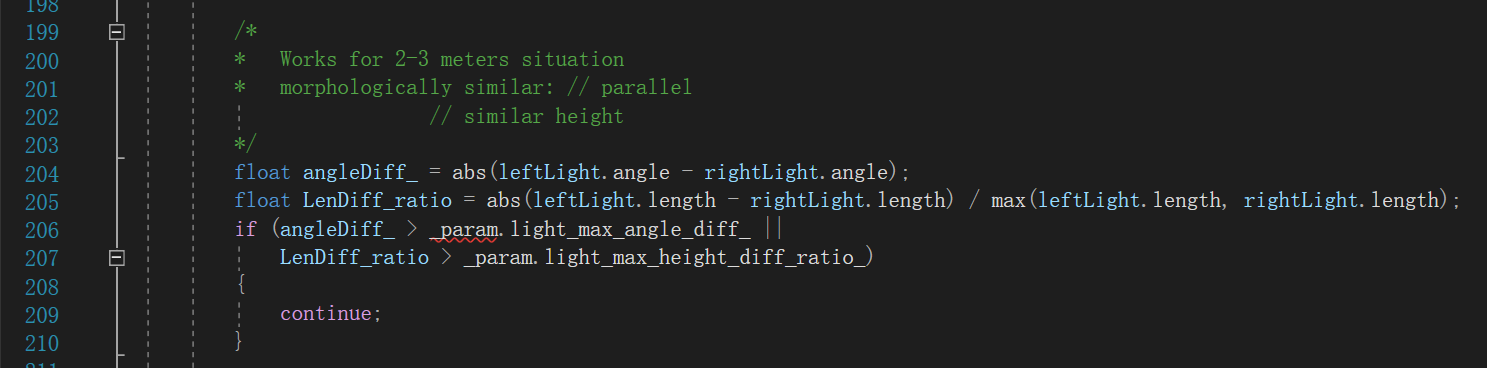 198
199 /*
200 *   Works for 2-3 meters situation
201 *   morphologically similar: // parallel
202                  // similar height
203 */
204 float angleDiff_ = abs(leftLight.angle - rightLight.angle);
205 float LenDiff_ratio = abs(leftLight.length - rightLight.length) / max(leftLight.length, rightLight.length);
206 if (angleDiff_ > _param.light_max_angle_diff_ ||
207     LenDiff_ratio > _param.light_max_height_diff_ratio_)
208 {
209     continue;
210 }
211